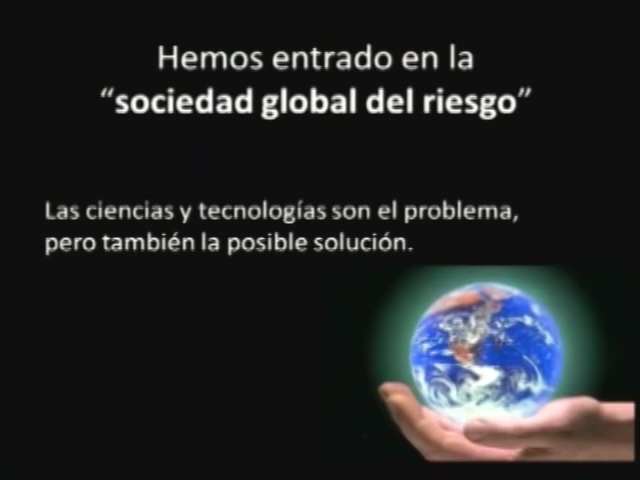 Hemos entrado en la
“sociedad global del riesgo”
Las ciencias y tecnologías son el problema,
pero también la posible solución.